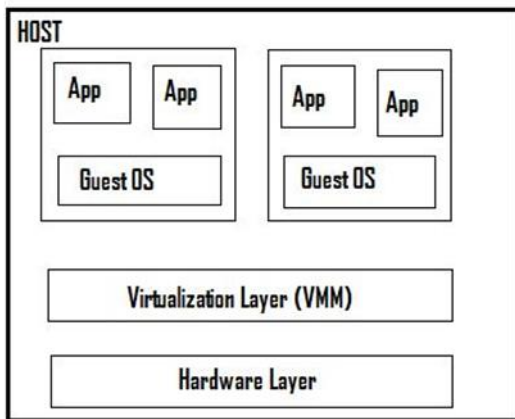 HOST
App
App
Guest OS
App
App
Guest OS
Virtualization Layer (VMM)
Hardware Layer